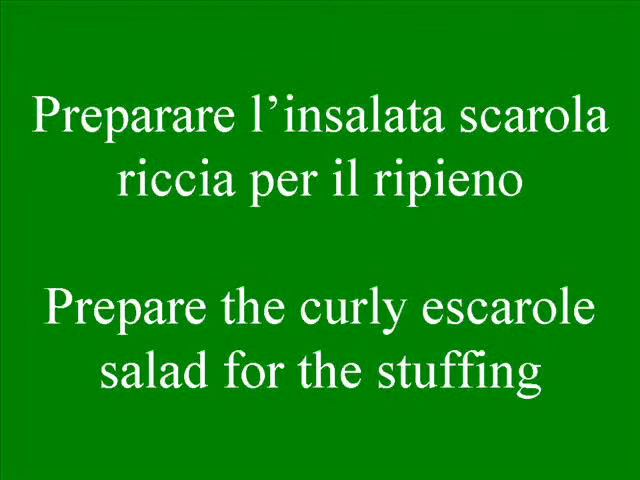 Preparare l’insalata scarola
riccia per il ripieno
Prepare the curly escarole
salad for the stuffing